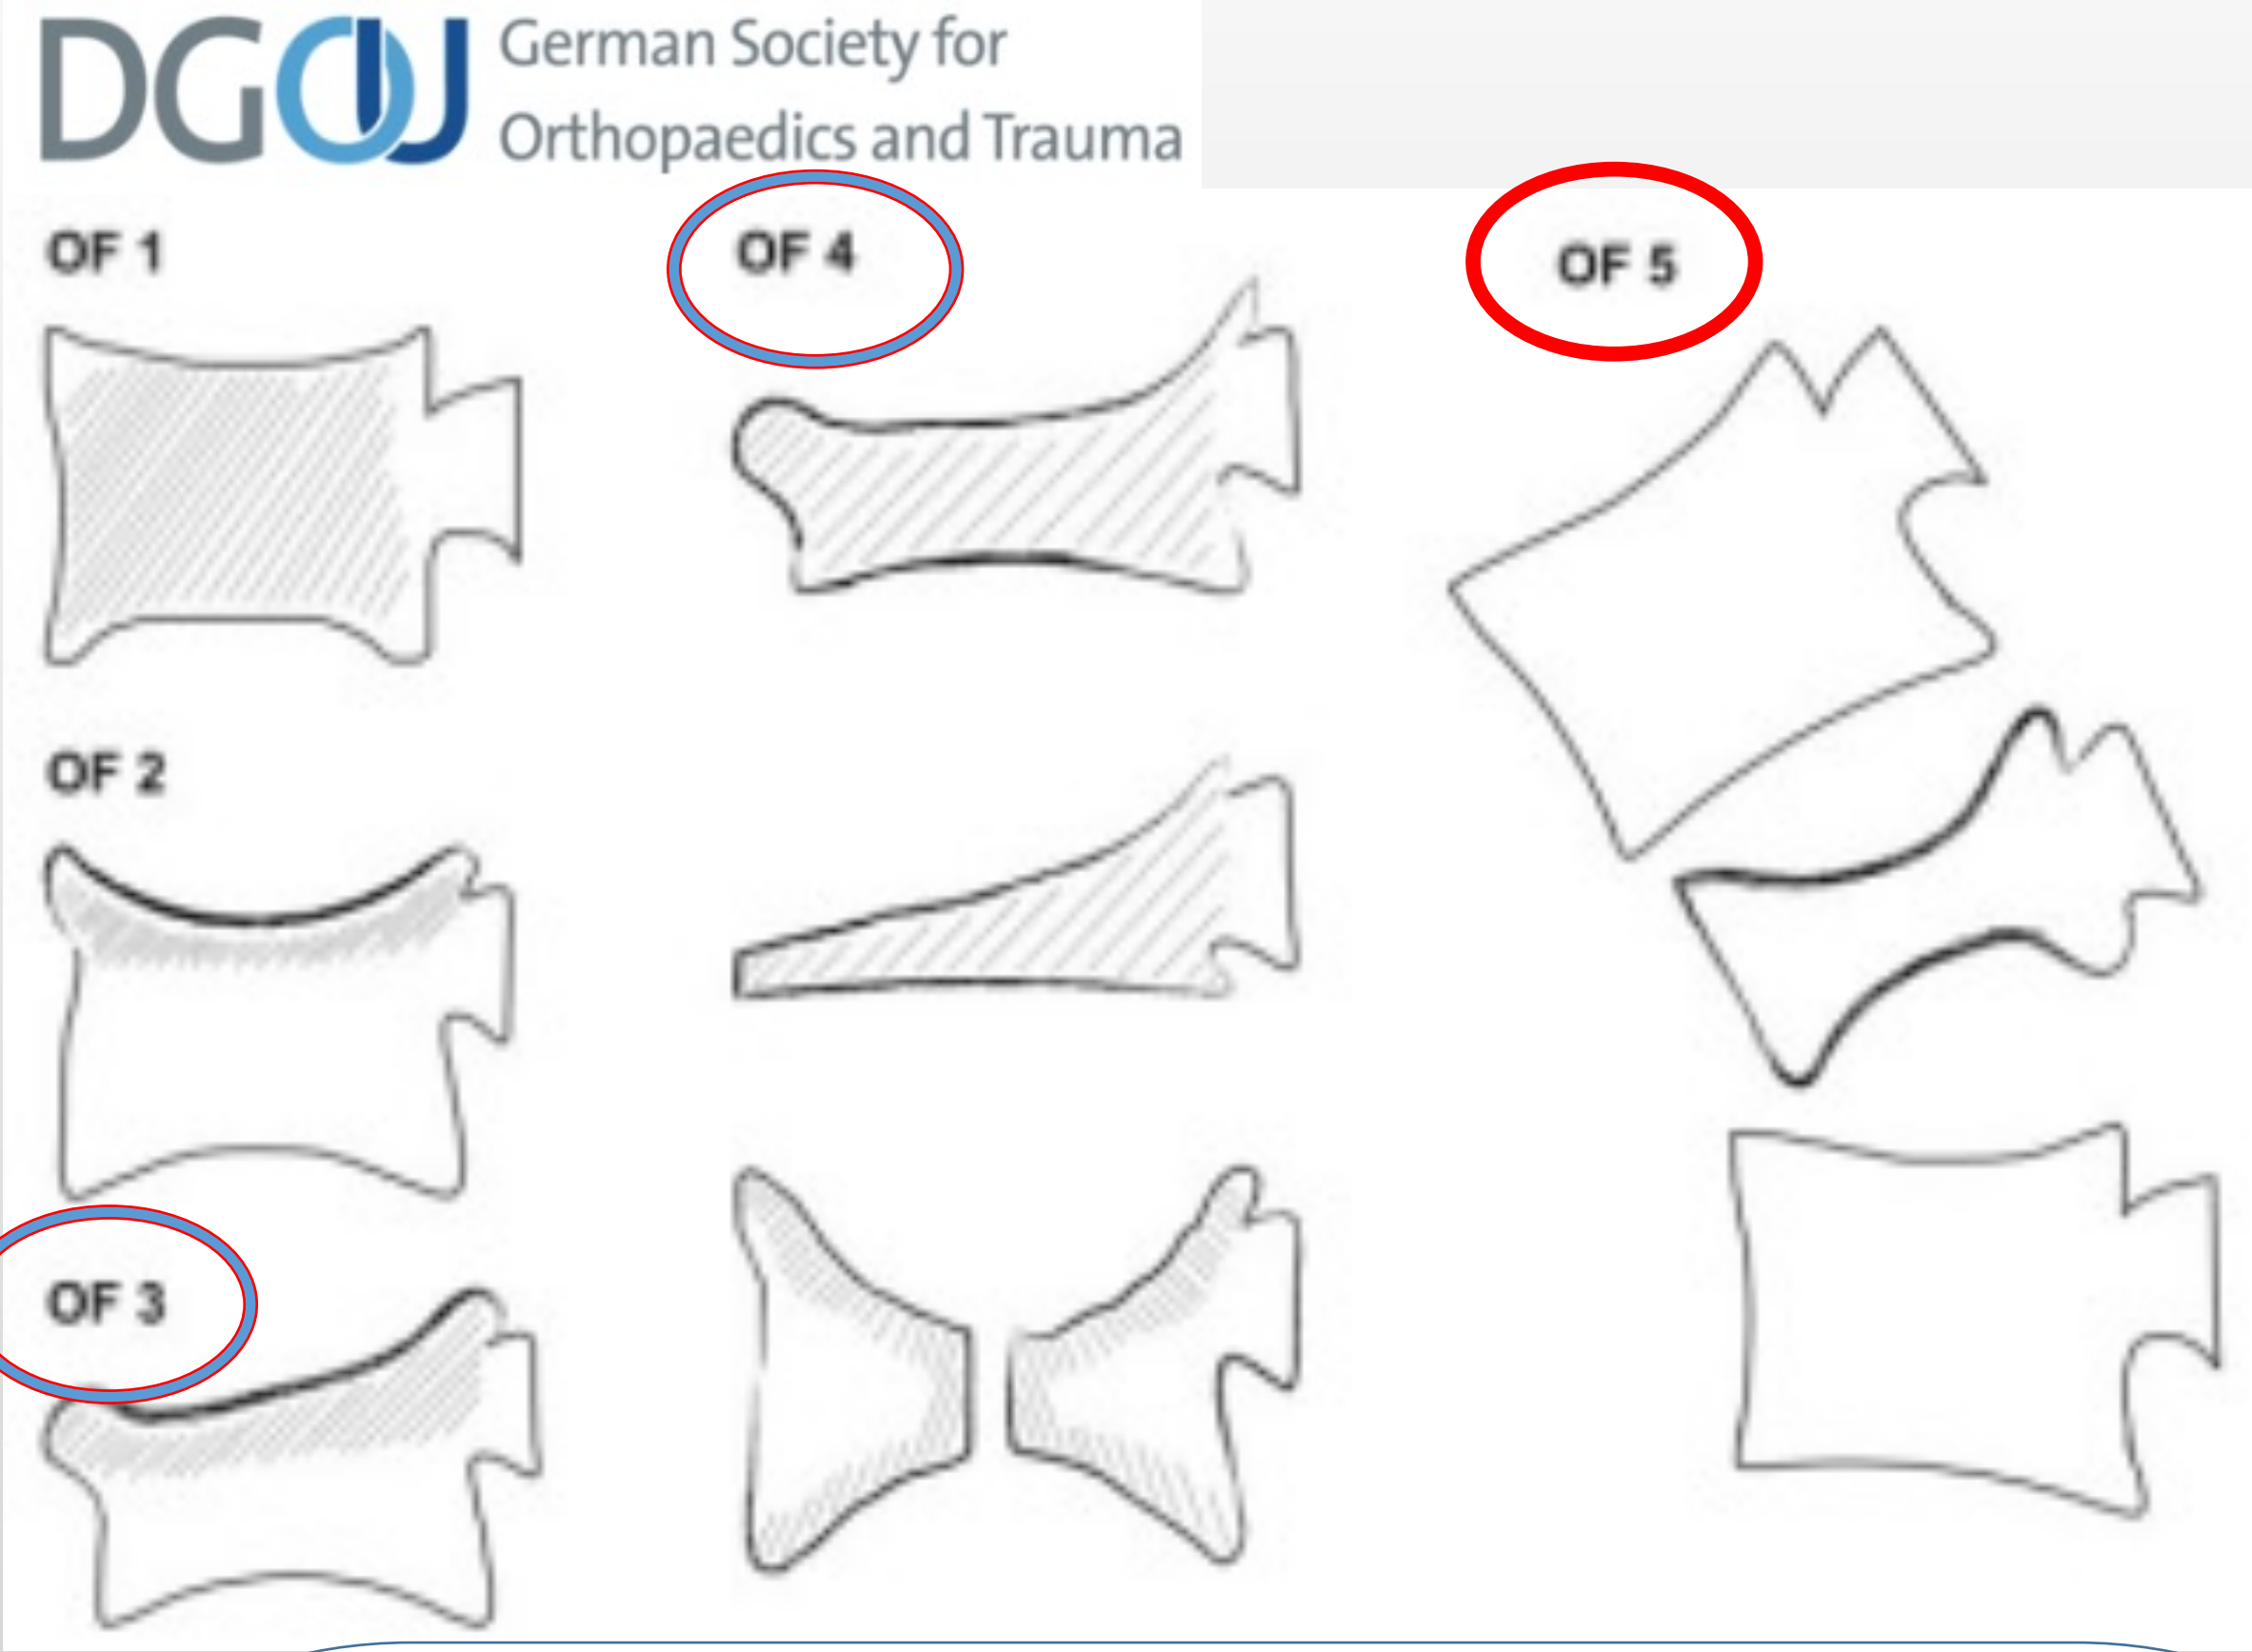 DGOU German Society for
Orthopaedics and Trauma
OF 1
OF 4
OF 5
OF 2
OF 3